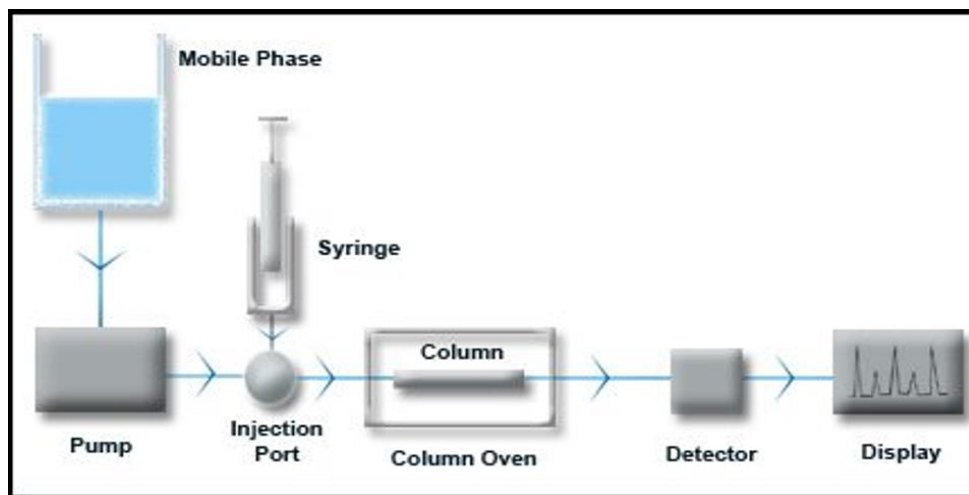 Mobile Phase
Syringe
Column
Pump
Injection
Port
Column Oven
Detector
Display